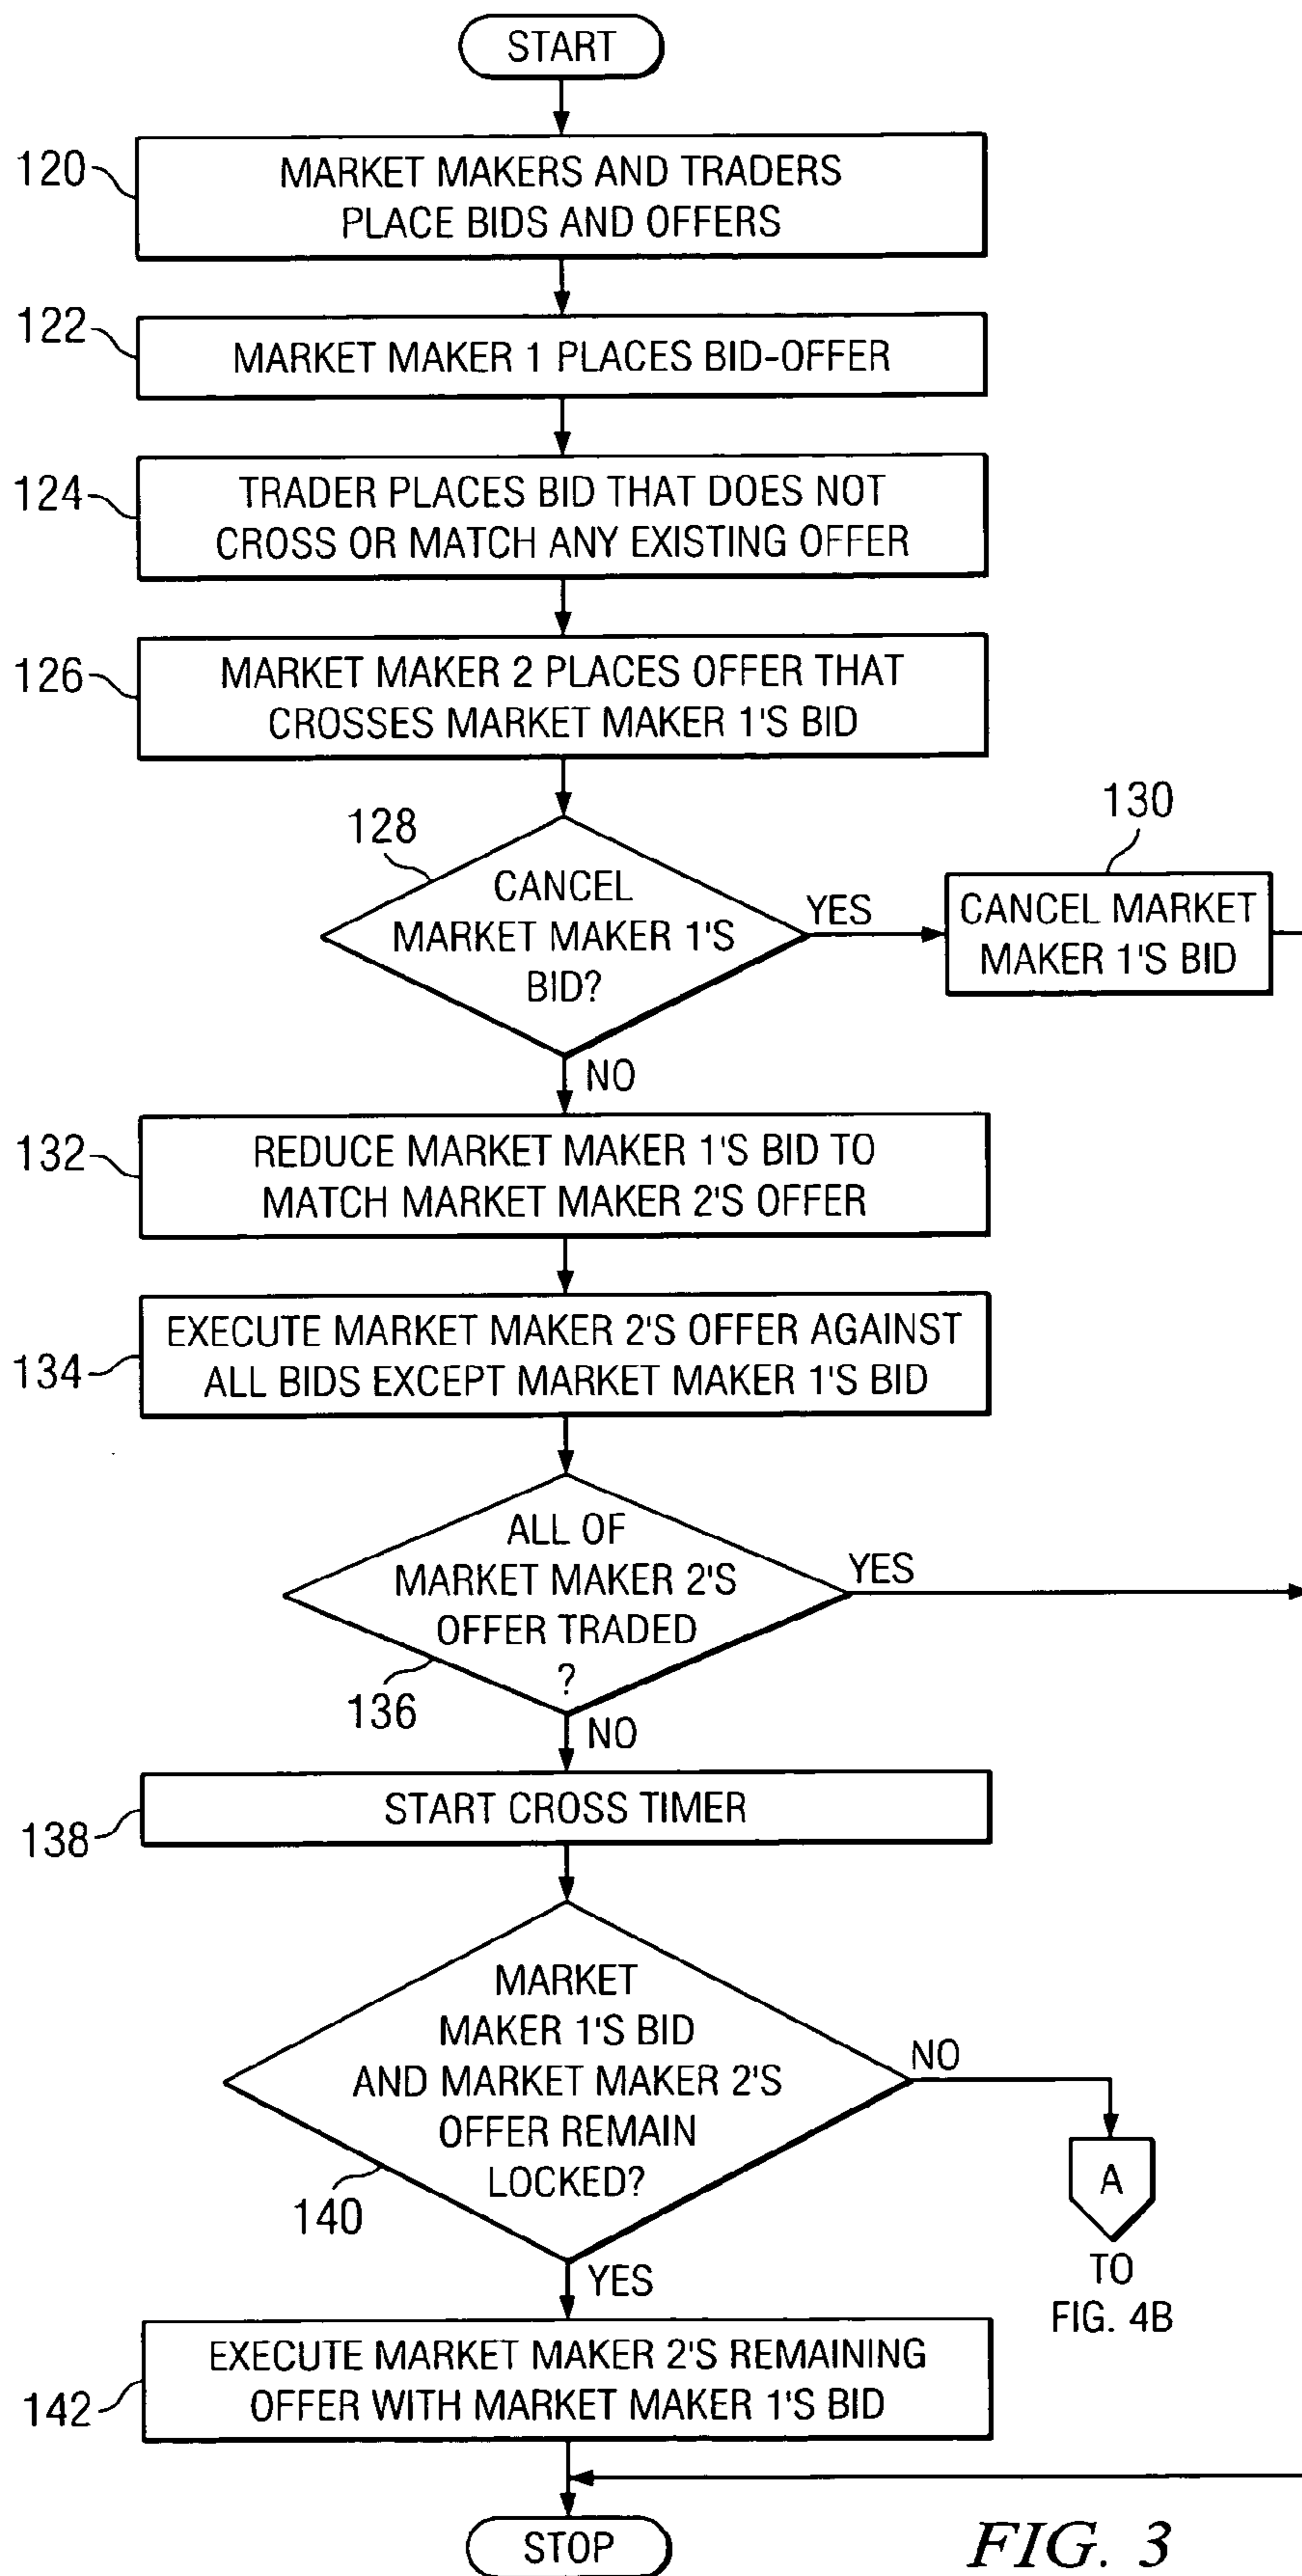 START
120
MARKET MAKERS AND TRADERS
PLACE BIDS AND OFFERS
122
MARKET MAKER 1 PLACES BID-OFFER
124
TRADER PLACES BID THAT DOES NOT
CROSS OR MATCH ANY EXISTING OFFER
126
MARKET MAKER 2 PLACES OFFER THAT
CROSSES MARKET MAKER 1'S BID
128
CANCEL
MARKET MAKER 1'S
BID?
YES
130
CANCEL MARKET
MAKER 1'S BID
NO
132
REDUCE MARKET MAKER 1'S BID TO
MATCH MARKET MAKER 2'S OFFER
134
EXECUTE MARKET MAKER 2'S OFFER AGAINST
ALL BIDS EXCEPT MARKET MAKER 1'S BID
ALL OF
MARKET MAKER 2'S
OFFER TRADED
?
136
YES
NO
138
START CROSS TIMER
MARKET
MAKER 1'S BID
AND MARKET MAKER 2'S
OFFER REMAIN
LOCKED?
140
NO
A
TO
FIG. 4B
YES
142
EXECUTE MARKET MAKER 2'S REMAINING
OFFER WITH MARKET MAKER 1'S BID
STOP
FIG. 3